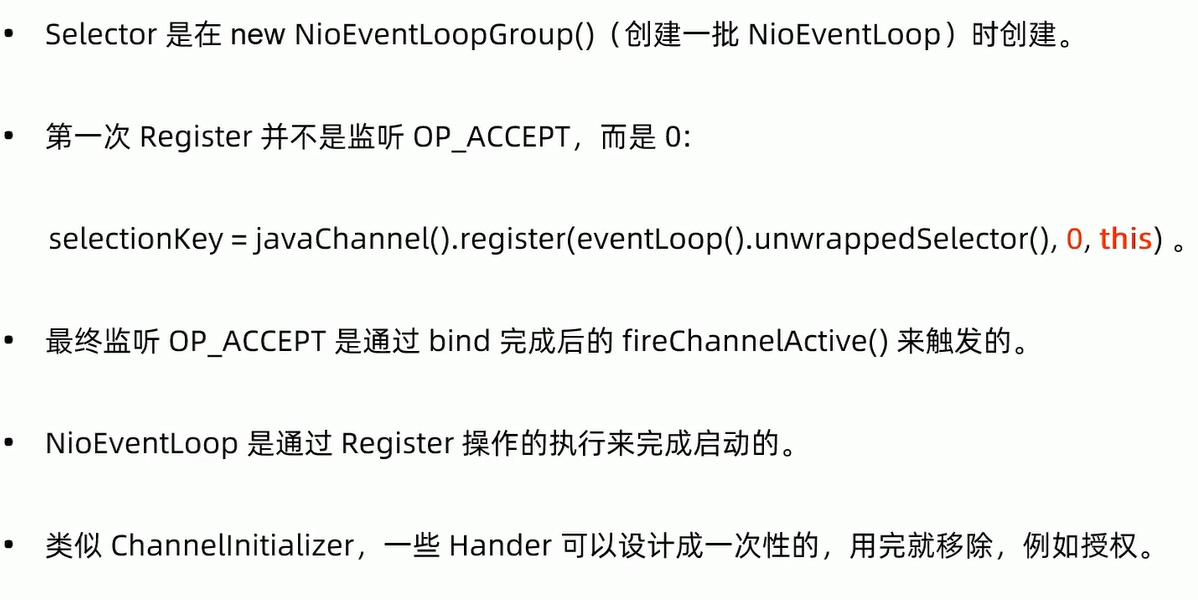 • Selector 是在 new NioEventLoopGroup()（创建一批 NioEventLoop）时创建。
• 第一次 Register 并不是监听 OP_ACCEPT，而是 0:
selectionKey = javaChannel().register(eventLoop().unwrappedSelector(), 0, this) 。
• 最终监听 OP_ACCEPT 是通过 bind 完成后的 fireChannelActive() 来触发的。
• NioEventLoop 是通过 Register 操作的执行来完成启动的。
• 类似 ChannelInitializer，一些 Hander 可以设计成一次性的，用完就移除，例如授权。